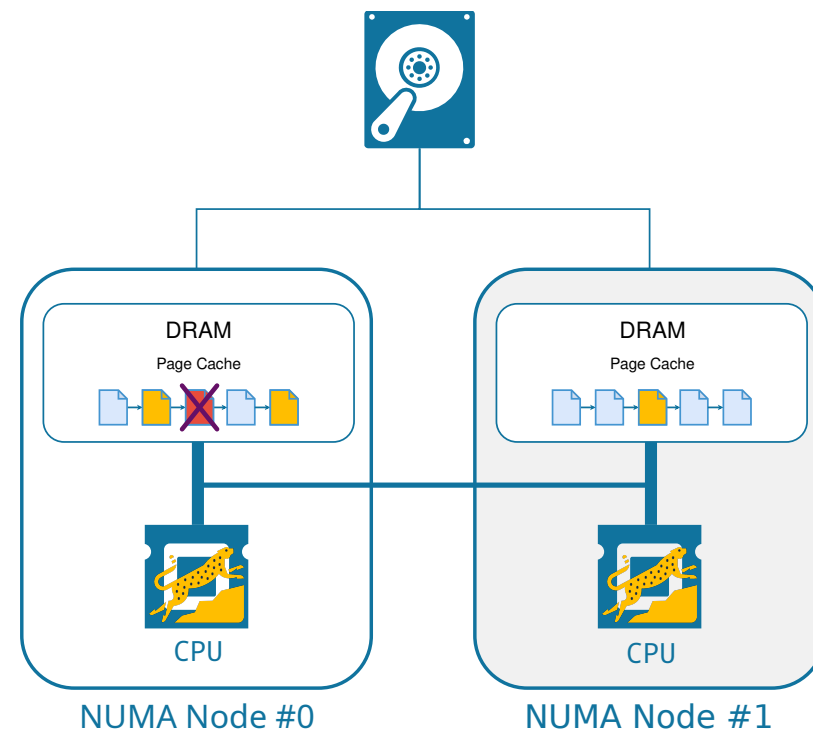 DRAM
Page Cache
CPU
NUMA Node #0
DRAM
Page Cache
CPU
NUMA Node #1